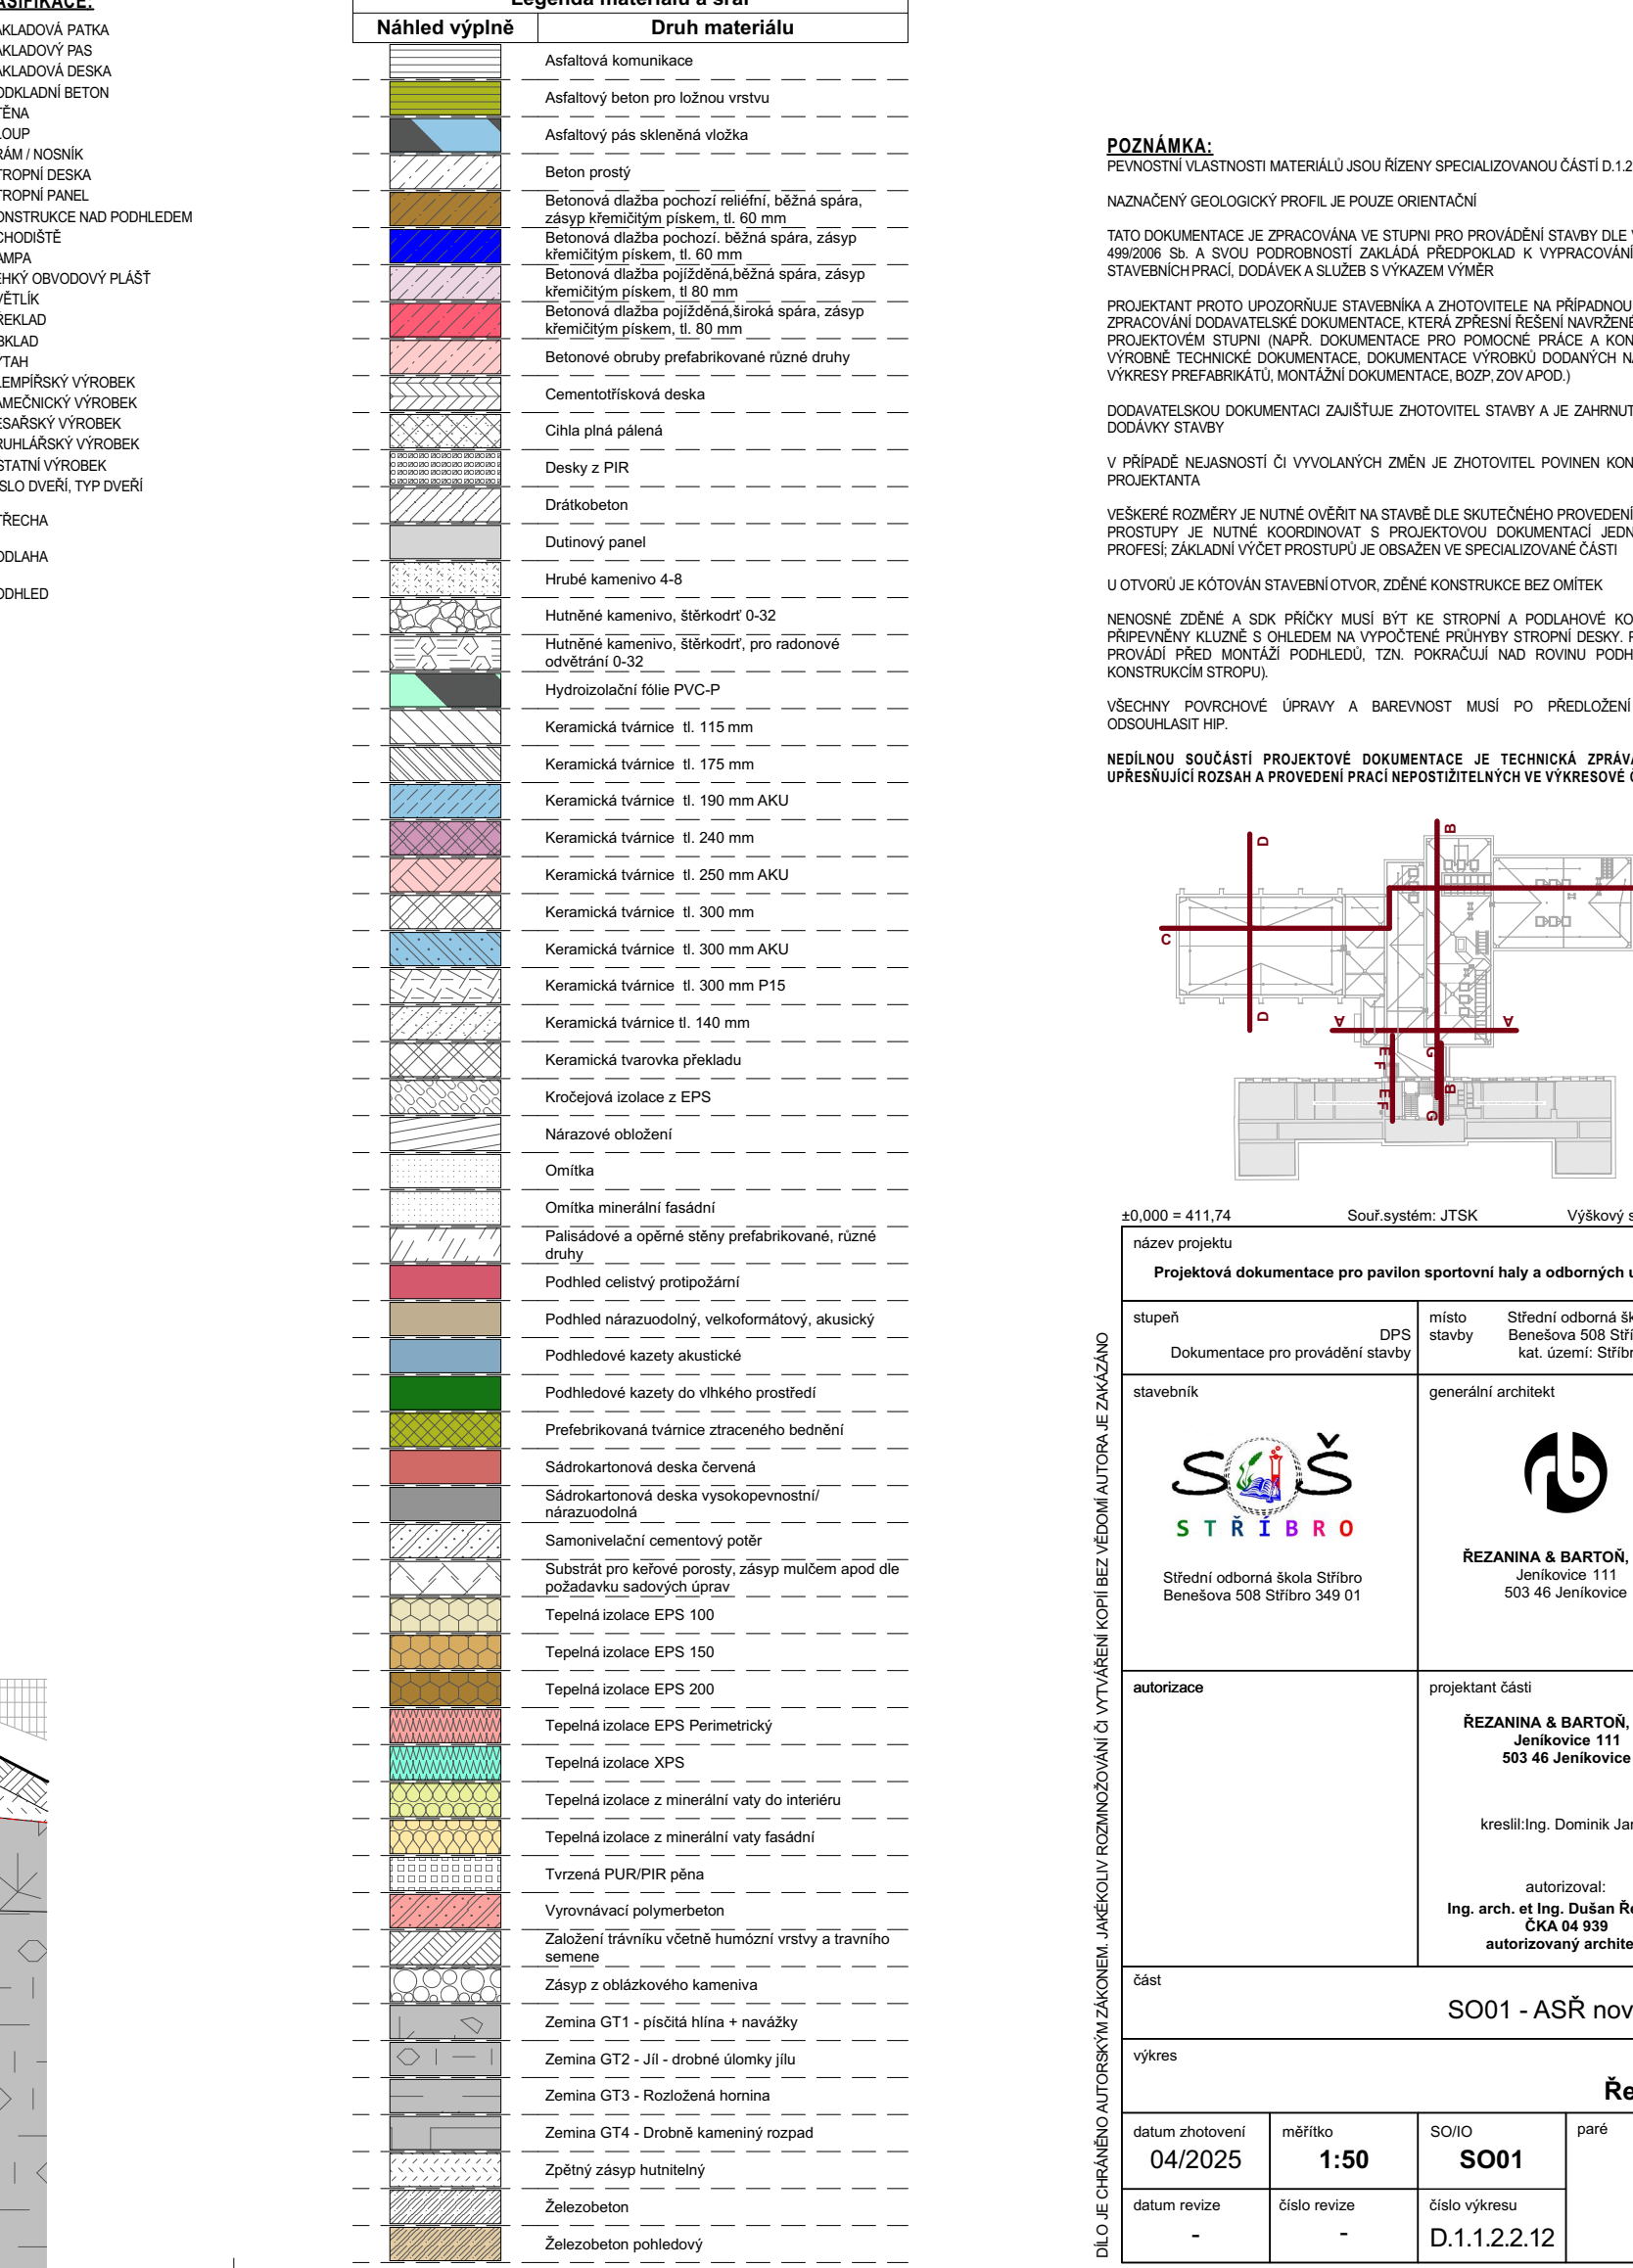 Náhled výplně
Druh materiálu
Asfaltová komunikace
Asfaltový beton pro ložnou vrstvu
Asfaltový pás skleněná vložka
Beton prostý
Betonová dlažba pochozí reliéfní, běžná spára,
zásyp křemičitým pískem, tl. 60 mm
Betonová dlažba pochozí. běžná spára, zásyp
křemičitým pískem, tl. 60 mm
Betonová dlažba pojížděná,běžná spára, zásyp
křemičitým pískem, tl 80 mm
Betonová dlažba pojížděná,široká spára, zásyp
křemičitým pískem, tl. 80 mm
Betonové obruby prefabrikované různé druhy
Cementotřísková deska
Cihla plná pálená
Desky z PIR
Drátkobeton
Dutinový panel
Hrubé kamenivo 4-8
Hutněné kamenivo, štěrkodrť 0-32
Hutněné kamenivo, štěrkodrť, pro radonové
odvětrání 0-32
Hydroizolační fólie PVC-P
Keramická tvárnice tl. 115 mm
Keramická tvárnice tl. 175 mm
Keramická tvárnice tl. 190 mm AKU
Keramická tvárnice tl. 240 mm
Keramická tvárnice tl. 250 mm AKU
Keramická tvárnice tl. 300 mm
Keramická tvárnice tl. 300 mm AKU
Keramická tvárnice tl. 300 mm P15
Keramická tvárnice tl. 140 mm
Keramická tvarovka překladu
Kročejová izolace z EPS
Nárazové obložení
Omítka
Omítka minerální fasádní
Palisádové a opěrné stěny prefabrikované, různé
druhy
Podhled celistvý protipožární
Podhled nárazuodolný, velkoformátový, akusický
Podhledové kazety akustické
Podhledové kazety do vlhkého prostředí
Prefebrikovaná tvárnice ztraceného bednění
Sádrokartonová deska červená
Sádrokartonová deska vysokopevnostní/
nárazuodolná
Samonivelační cementový potěr
Substrát pro keřové porosty, zásyp mulčem apod dle
požadavku sadových úprav
Tepelná izolace EPS 100
Tepelná izolace EPS 150
Tepelná izolace EPS 200
Tepelná izolace EPS Perimetrický
Tepelná izolace XPS
Tepelná izolace z minerální vaty do interiéru
Tepelná izolace z minerální vaty fasádní
Tvrzená PUR/PIR pěna
Vyrovnávací polymerbeton
Založení trávníku včetně humózní vrstvy a travního
semene
Zásyp z oblázkového kameniva
Zemina GT1 - písčitá hlína + navážky
Zemina GT2 - Jíl - drobné úlomky jílu
Zemina GT3 - Rozložená hornina
Zemina GT4 - Drobně kameniný rozpad
Zpětný zásyp hutnitelný
Železobeton
Železobeton pohledový
AKLADOVÁ PATKA
AKLADOVÝ PAS
AKLADOVÁ DESKA
ODKLADNÍ BETON
TĚNA
LOUP
RÁM / NOSNÍK
TROPNÍ DESKA
TROPNÍ PANEL
ONSTRUKCE NAD PODHLEDEM
CHODIŠTĚ
AMPA
EHKÝ OBVODOVÝ PLÁŠŤ
VĚTLÍK
ŘEKLAD
BKLAD
ÝTAH
LEMPÍŘSKÝ VÝROBEK
ÁMEČNICKÝ VÝROBEK
ESAŘSKÝ VÝROBEK
RUHLÁŘSKÝ VÝROBEK
STATNÍ VÝROBEK
ÍSLO DVEŘÍ, TYP DVEŘÍ
TŘECHA
ODLAHA
ODHLED
POZNÁMKA:
PEVNOSTNÍ VLASTNOSTI MATERIÁLŮ JSOU ŘÍZENY SPECIALIZOVANOU ČÁSTÍ D.1.2
NAZNAČENÝ GEOLOGICKÝ PROFIL JE POUZE ORIENTAČNÍ
TATO DOKUMENTACE JE ZPRACOVÁNA VE STUPNI PRO PROVÁDĚNÍ STAVBY DLE
499/2006 Sb. A SVOU PODROBNOSTÍ ZAKLÁDÁ PŘEDPOKLAD K VYPRACOVÁNÍ
STAVEBNÍCH PRACÍ, DODÁVEK A SLUŽEB S VÝKAZEM VÝMĚR
PROJEKTANT PROTO UPOZORŇUJE STAVEBNÍKA A ZHOTOVITELE NA PŘÍPADNOU
ZPRACOVÁNÍ DODAVATELSKÉ DOKUMENTACE, KTERÁ ZPŘESNÍ ŘEŠENÍ NAVRŽENÉ
PROJEKTOVÉM STUPNI (NAPŘ. DOKUMENTACE PRO POMOCNÉ PRÁCE A KON
VÝROBNĚ TECHNICKÉ DOKUMENTACE, DOKUMENTACE VÝROBKŮ DODANÝCH NA
VÝKRESY PREFABRIKÁTŮ, MONTÁŽNÍ DOKUMENTACE, BOZP, ZOV APOD.)
DODAVATELSKOU DOKUMENTACI ZAJIŠŤUJE ZHOTOVITEL STAVBY A JE ZAHRNUT
DODÁVKY STAVBY
V PŘÍPADĚ NEJASNOSTÍ ČI VYVOLANÝCH ZMĚN JE ZHOTOVITEL POVINEN KON
PROJEKTANTA
VEŠKERÉ ROZMĚRY JE NUTNÉ OVĚŘIT NA STAVBĚ DLE SKUTEČNÉHO PROVEDENÍ
PROSTUPY JE NUTNÉ KOORDINOVAT S PROJEKTOVOU DOKUMENTACÍ JEDN
PROFESÍ; ZÁKLADNÍ VÝČET PROSTUPŮ JE OBSAŽEN VE SPECIALIZOVANÉ ČÁSTI
U OTVORŮ JE KÓTOVÁN STAVEBNÍ OTVOR, ZDĚNÉ KONSTRUKCE BEZ OMÍTEK
NENOSNÉ ZDĚNÉ A SDK PŘÍČKY MUSÍ BÝT KE STROPNÍ A PODLAHOVÉ KO
PŘIPEVNĚNY KLUZNĚ S OHLEDEM NA VYPOČTENÉ PRŮHYBY STROPNÍ DESKY.
PROVÁDÍ PŘED MONTÁŽÍ PODHLEDŮ, TZN. POKRAČUJÍ NAD ROVINU PODH
KONSTRUKCÍM STROPU).
VŠECHNY POVRCHOVÉ ÚPRAVY A BAREVNOST MUSÍ PO PŘEDLOŽENÍ
ODSOUHLASIT HIP.
NEDÍLNOU SOUČÁSTÍ PROJEKTOVÉ DOKUMENTACE JE TECHNICKÁ ZPRÁVA
UPŘESŇUJÍCÍ ROZSAH A PROVEDENÍ PRACÍ NEPOSTIŽITELNÝCH VE VÝKRESOVÉ
D
B
C
D
A
A
E
F
G
E
F
B
G
±0,000 = 411,74
Souř.systém: JTSK
Výškový
název projektu
Projektová dokumentace pro pavilon sportovní haly a odborných
stupeň
DPS
Dokumentace pro provádění stavby
místo
stavby
Střední odborná šk
Benešova 508 Stří
kat. území: Stříbr
stavebník
SOŠ
STŘÍBRO
Střední odborná škola Stříbro
Benešova 508 Stříbro 349 01
generální architekt
ŘEZANINA & BARTOŇ,
Jeníkovice 111
503 46 Jeníkovice
autorizace
projektant části
ŘEZANINA & BARTOŇ,
Jeníkovice 111
503 46 Jeníkovice
kreslil:Ing. Dominik Jan
autorizoval:
Ing. arch. et Ing. Dušan Ře
ČKA 04 939
autorizovaný archite
část
SO01 - ASŘ nov
výkres
Ře
datum zhotovení
04/2025
měřítko
1:50
SO/IO
SO01
paré
datum revize
-
číslo revize
-
číslo výkresu
D.1.1.2.2.12
DÍLO JE CHRÁNĚNO AUTORSKÝM ZÁKONEM. JAKÉKOLIV ROZMNOŽOVÁNÍ ČI VYTVÁŘENÍ KOPIÍ BEZ VĚDOMÍ AUTORA JE ZAKÁZÁNO